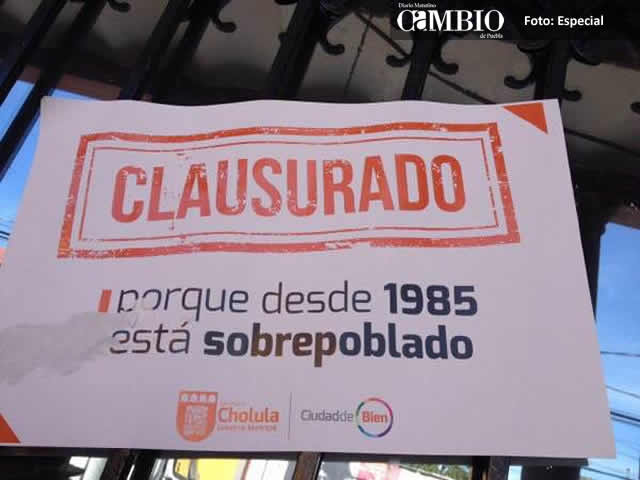 Diario Matutino
CAMBIO
de Puebla
Foto: Especial
CLAUSURADO
¡porque desde 1985
está sobrepoblado
Cholula
Ciudad de Bien